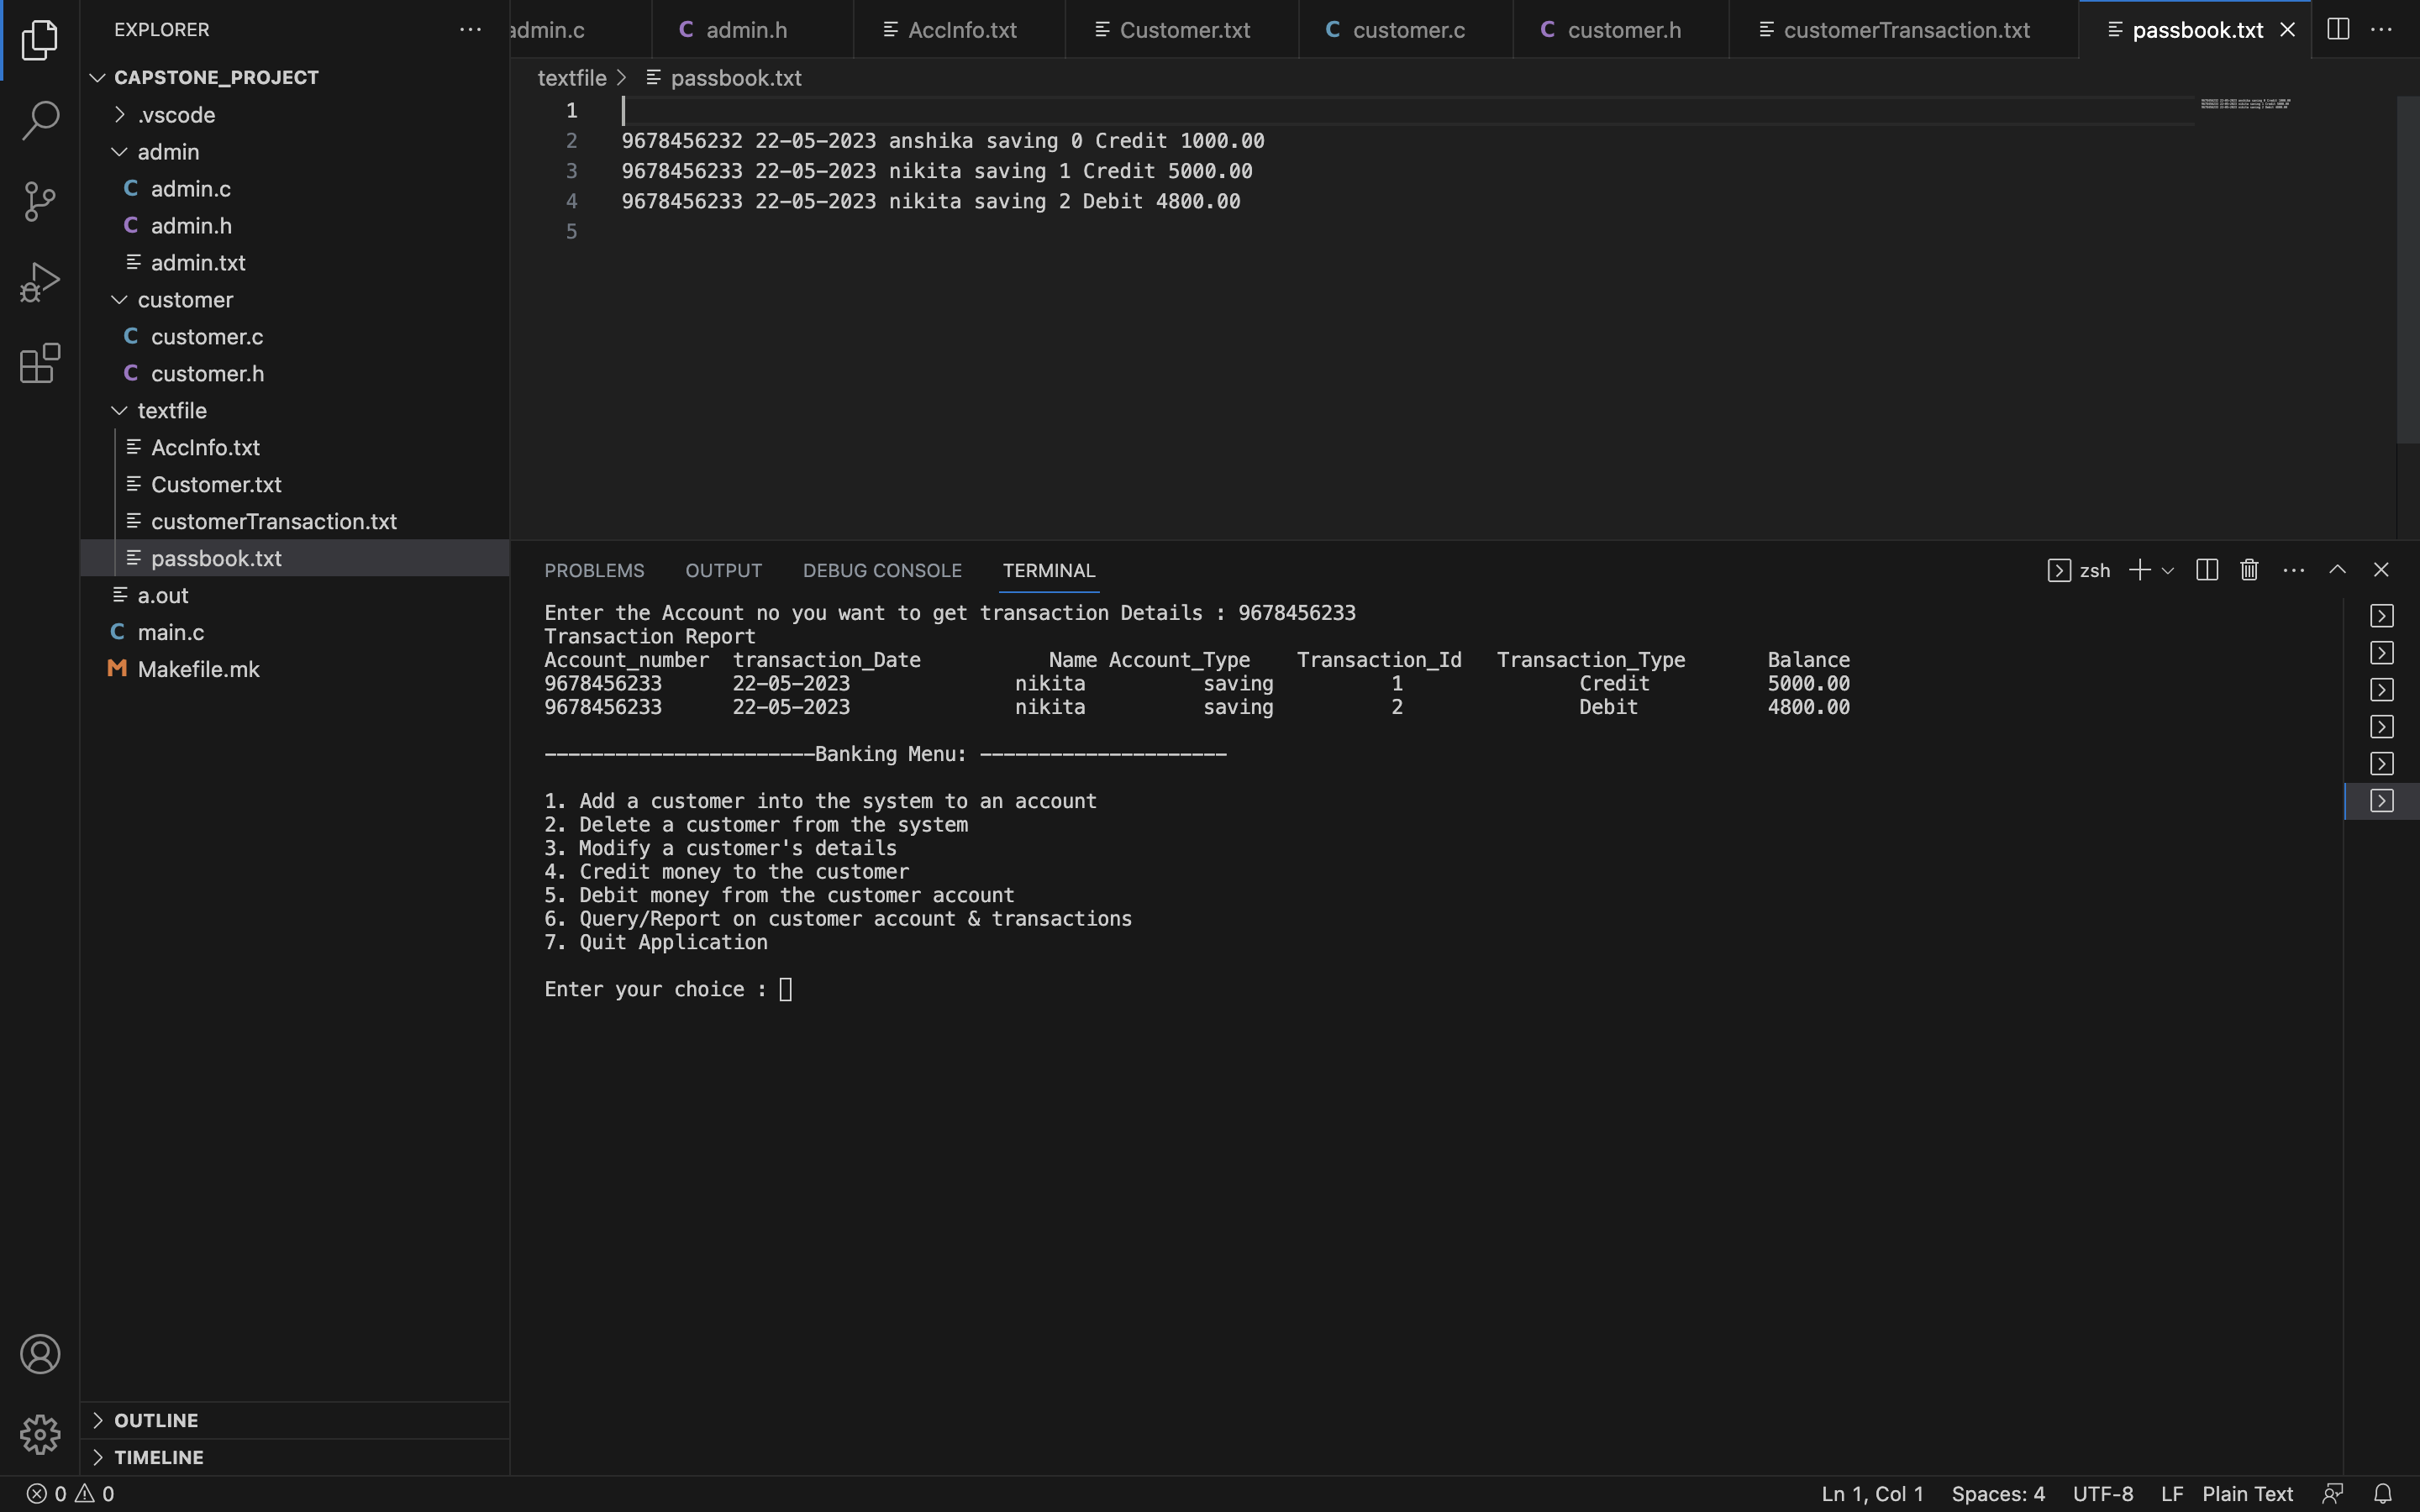 EXPLORER
CAPSTONE_PROJECT
.vscode
admin
C admin.c
C admin.h
admin.txt
customer
C customer.c
C customer.h
textfile
AccInfo.txt
Customer.txt
customerTransaction.txt
passbook.txt
a.out
C main.c
M Makefile.mk
OUTLINE
TIMELINE
admin.c C admin.h AccInfo.txt Customer.txt C customer.c C customer.h customerTransaction.txt passbook.txt
textfile > passbook.txt
1
2 9678456232 22-05-2023 anshika saving 0 Credit 1000.00
3 9678456233 22-05-2023 nikita saving 1 Credit 5000.00
4 9678456233 22-05-2023 nikita saving 2 Debit 4800.00
5
PROBLEMS OUTPUT DEBUG CONSOLE TERMINAL zsh
Enter the Account no you want to get transaction Details : 9678456233
Transaction Report
Account_number transaction_Date Name Account_Type Transaction_Id Transaction_Type Balance
9678456233 22-05-2023 nikita saving 1 Credit 5000.00
9678456233 22-05-2023 nikita saving 2 Debit 4800.00
-----------------------Banking Menu: ---------------------
1. Add a customer into the system to an account
2. Delete a customer from the system
3. Modify a customer's details
4. Credit money to the customer
5. Debit money from the customer account
6. Query/Report on customer account & transactions
7. Quit Application
Enter your choice :
0 0 Ln 1, Col 1 Spaces: 4 UTF-8 LF Plain Text